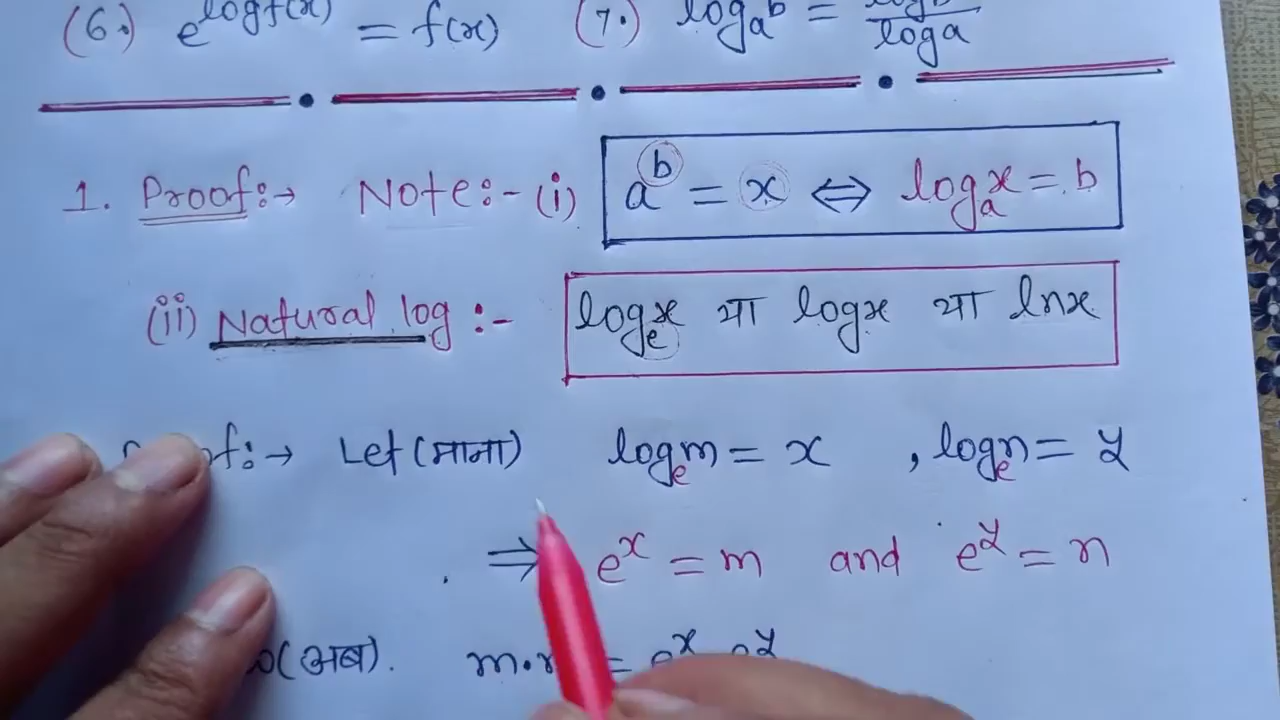 (6.) e^log f(x) = f(x) (7.) log_a b = log b / log a
1. Proof:→ Note:- (i) a^b = x ⇔ log_a x = b
(ii) Natural log :- log_e x या log x या ln x
Let (माना) log_e m = x , log_e n = y
⇒ e^x = m and e^y = n
(अब). m.n = e^x e^y